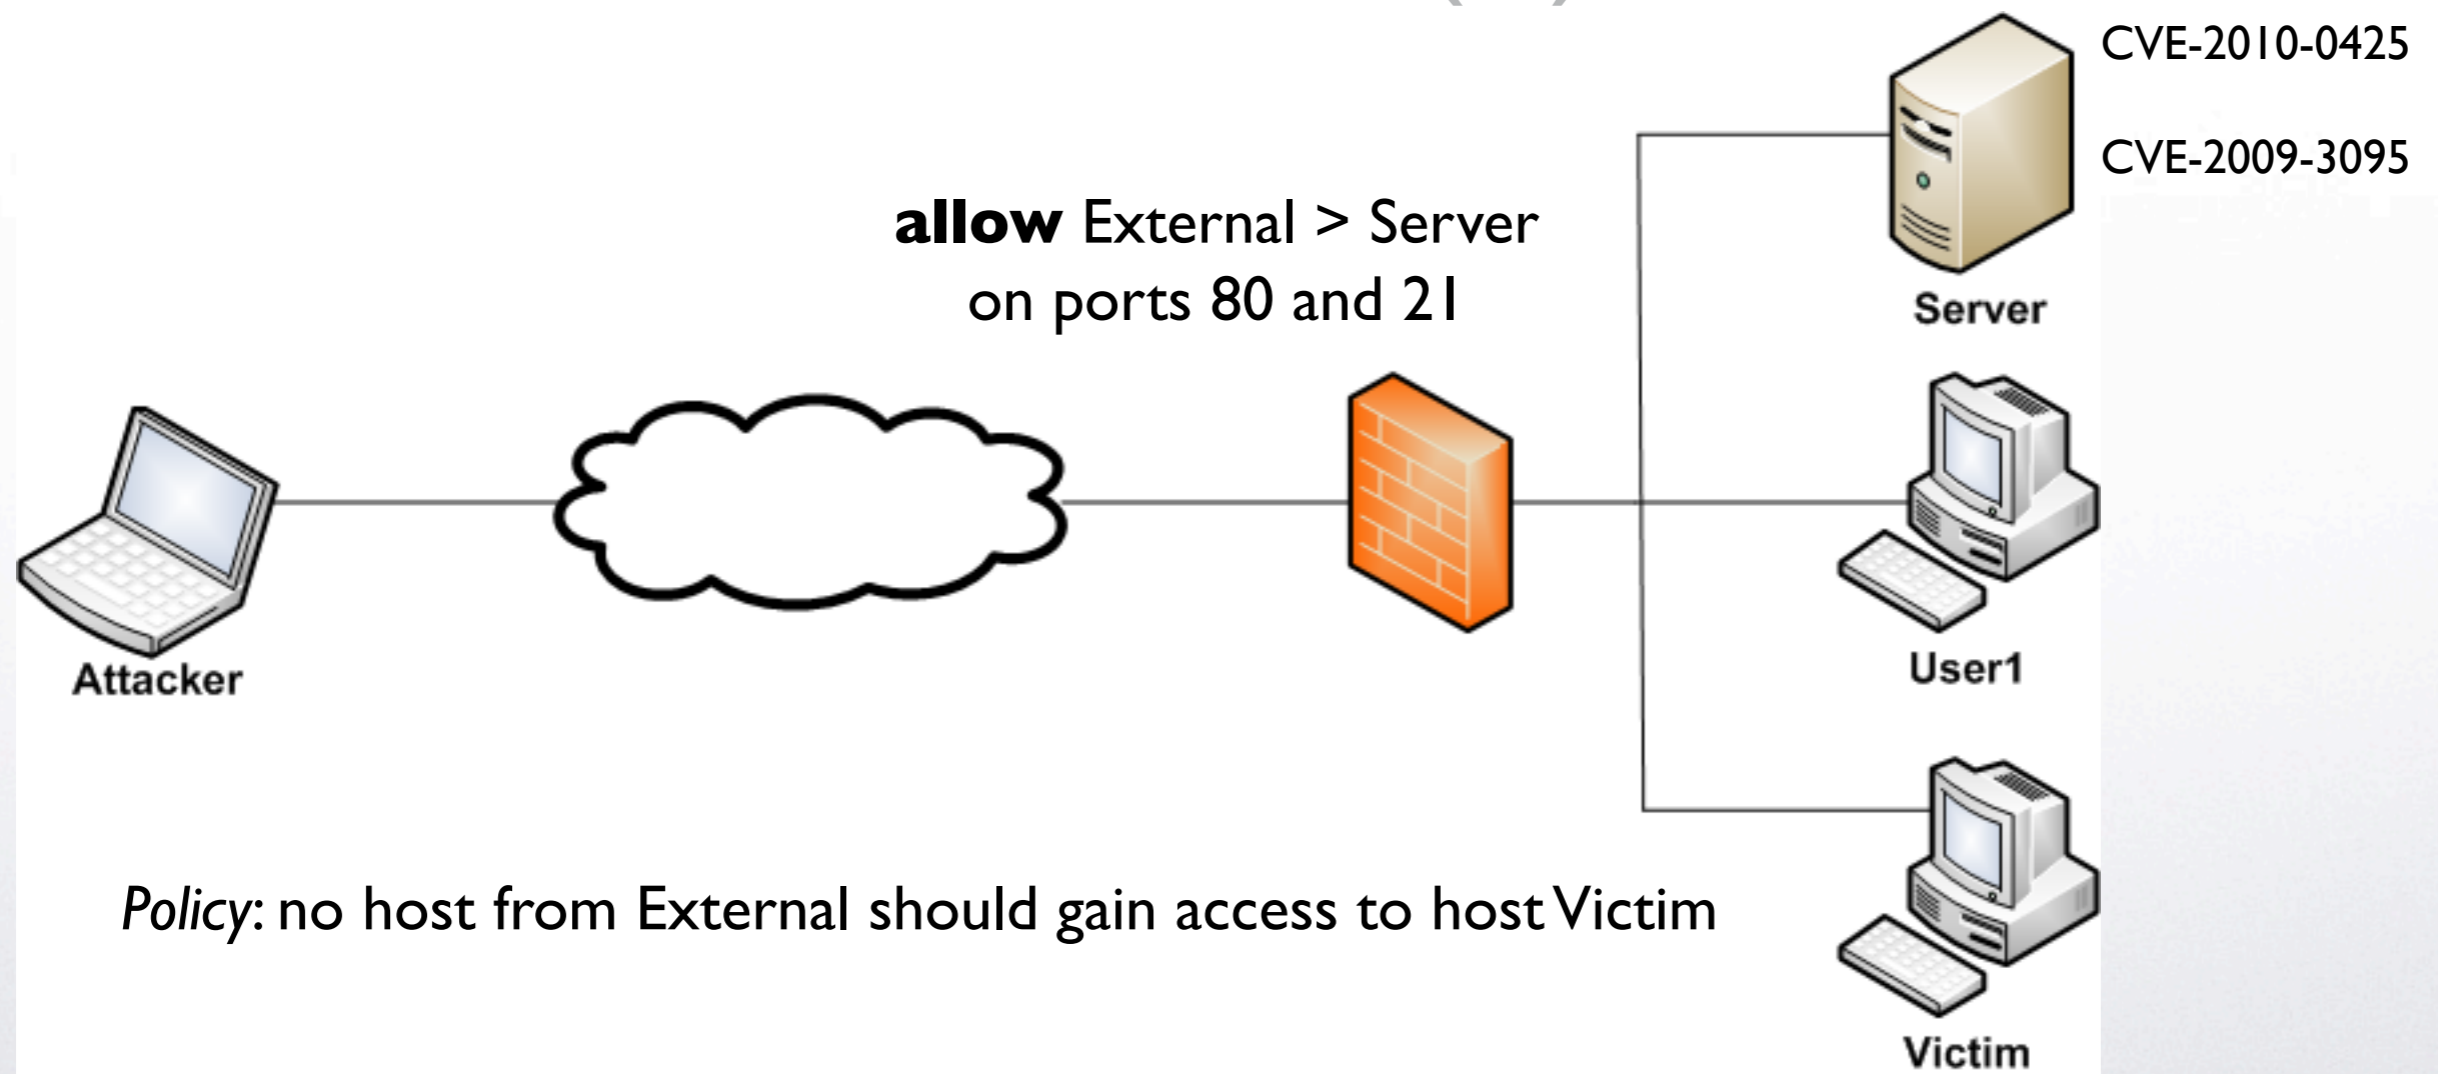 CVE-2010-0425
CVE-2009-3095
allow External > Server
on ports 80 and 21
Server
Attacker
User1
Policy: no host from External should gain access to host Victim
Victim